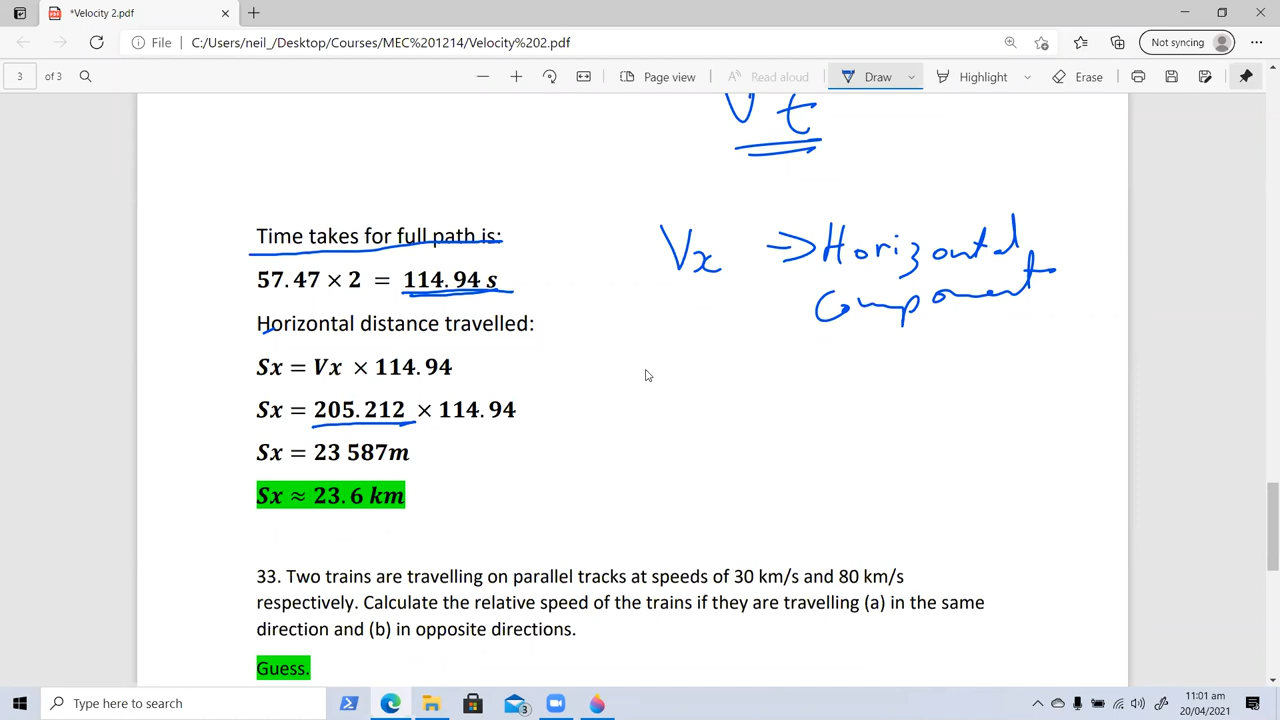 *Velocity 2.pdf
File C:/Users/neil_/Desktop/Courses/MEC%201214/Velocity%202.pdf
Not syncing
3 of 3 Page view Read aloud Draw Highlight Erase
V t
Time takes for full path is:
Vx => Horizontal
57.47 × 2 = 114.94 s
component
Horizontal distance travelled:
Sx = Vx × 114.94
Sx = 205.212 × 114.94
Sx = 23 587m
Sx ≈ 23.6 km
33. Two trains are travelling on parallel tracks at speeds of 30 km/s and 80 km/s
respectively. Calculate the relative speed of the trains if they are travelling (a) in the same
direction and (b) in opposite directions.
Guess.
Type here to search
3
11:01 am
20/04/2021